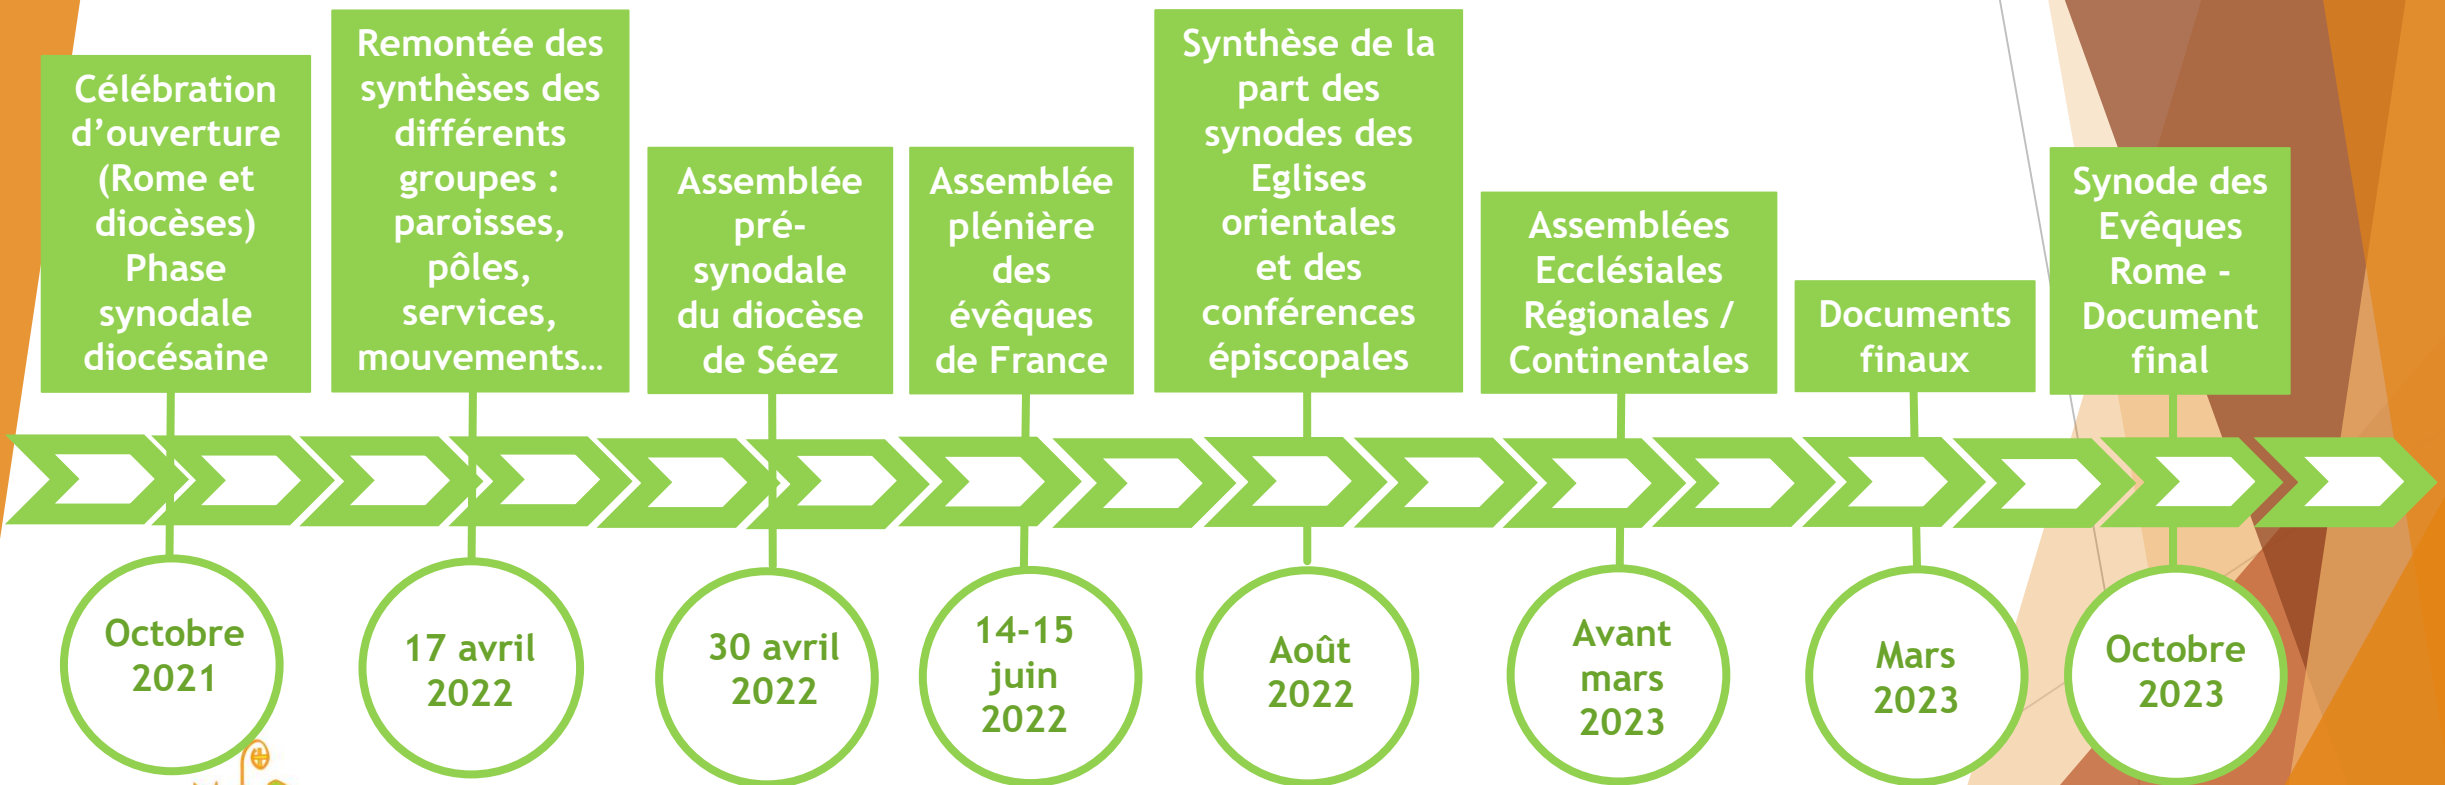 Célébration
d’ouverture
(Rome et
diocèses)
Phase
synodale
diocésaine
Remontée des
synthèses des
différents
groupes :
paroisses,
pôles,
services,
mouvements…
Assemblée
pré-
synodale
du diocèse
de Séez
Assemblée
plénière
des
évêques
de France
Synthèse de la
part des
synodes des
Eglises
orientales
et des
conférences
épiscopales
Assemblées
Ecclésiales
Régionales /
Continentales
Documents
finaux
Synode des
Evêques
Rome -
Document
final
Octobre
2021
17 avril
2022
30 avril
2022
14-15
juin
2022
Août
2022
Avant
mars
2023
Mars
2023
Octobre
2023